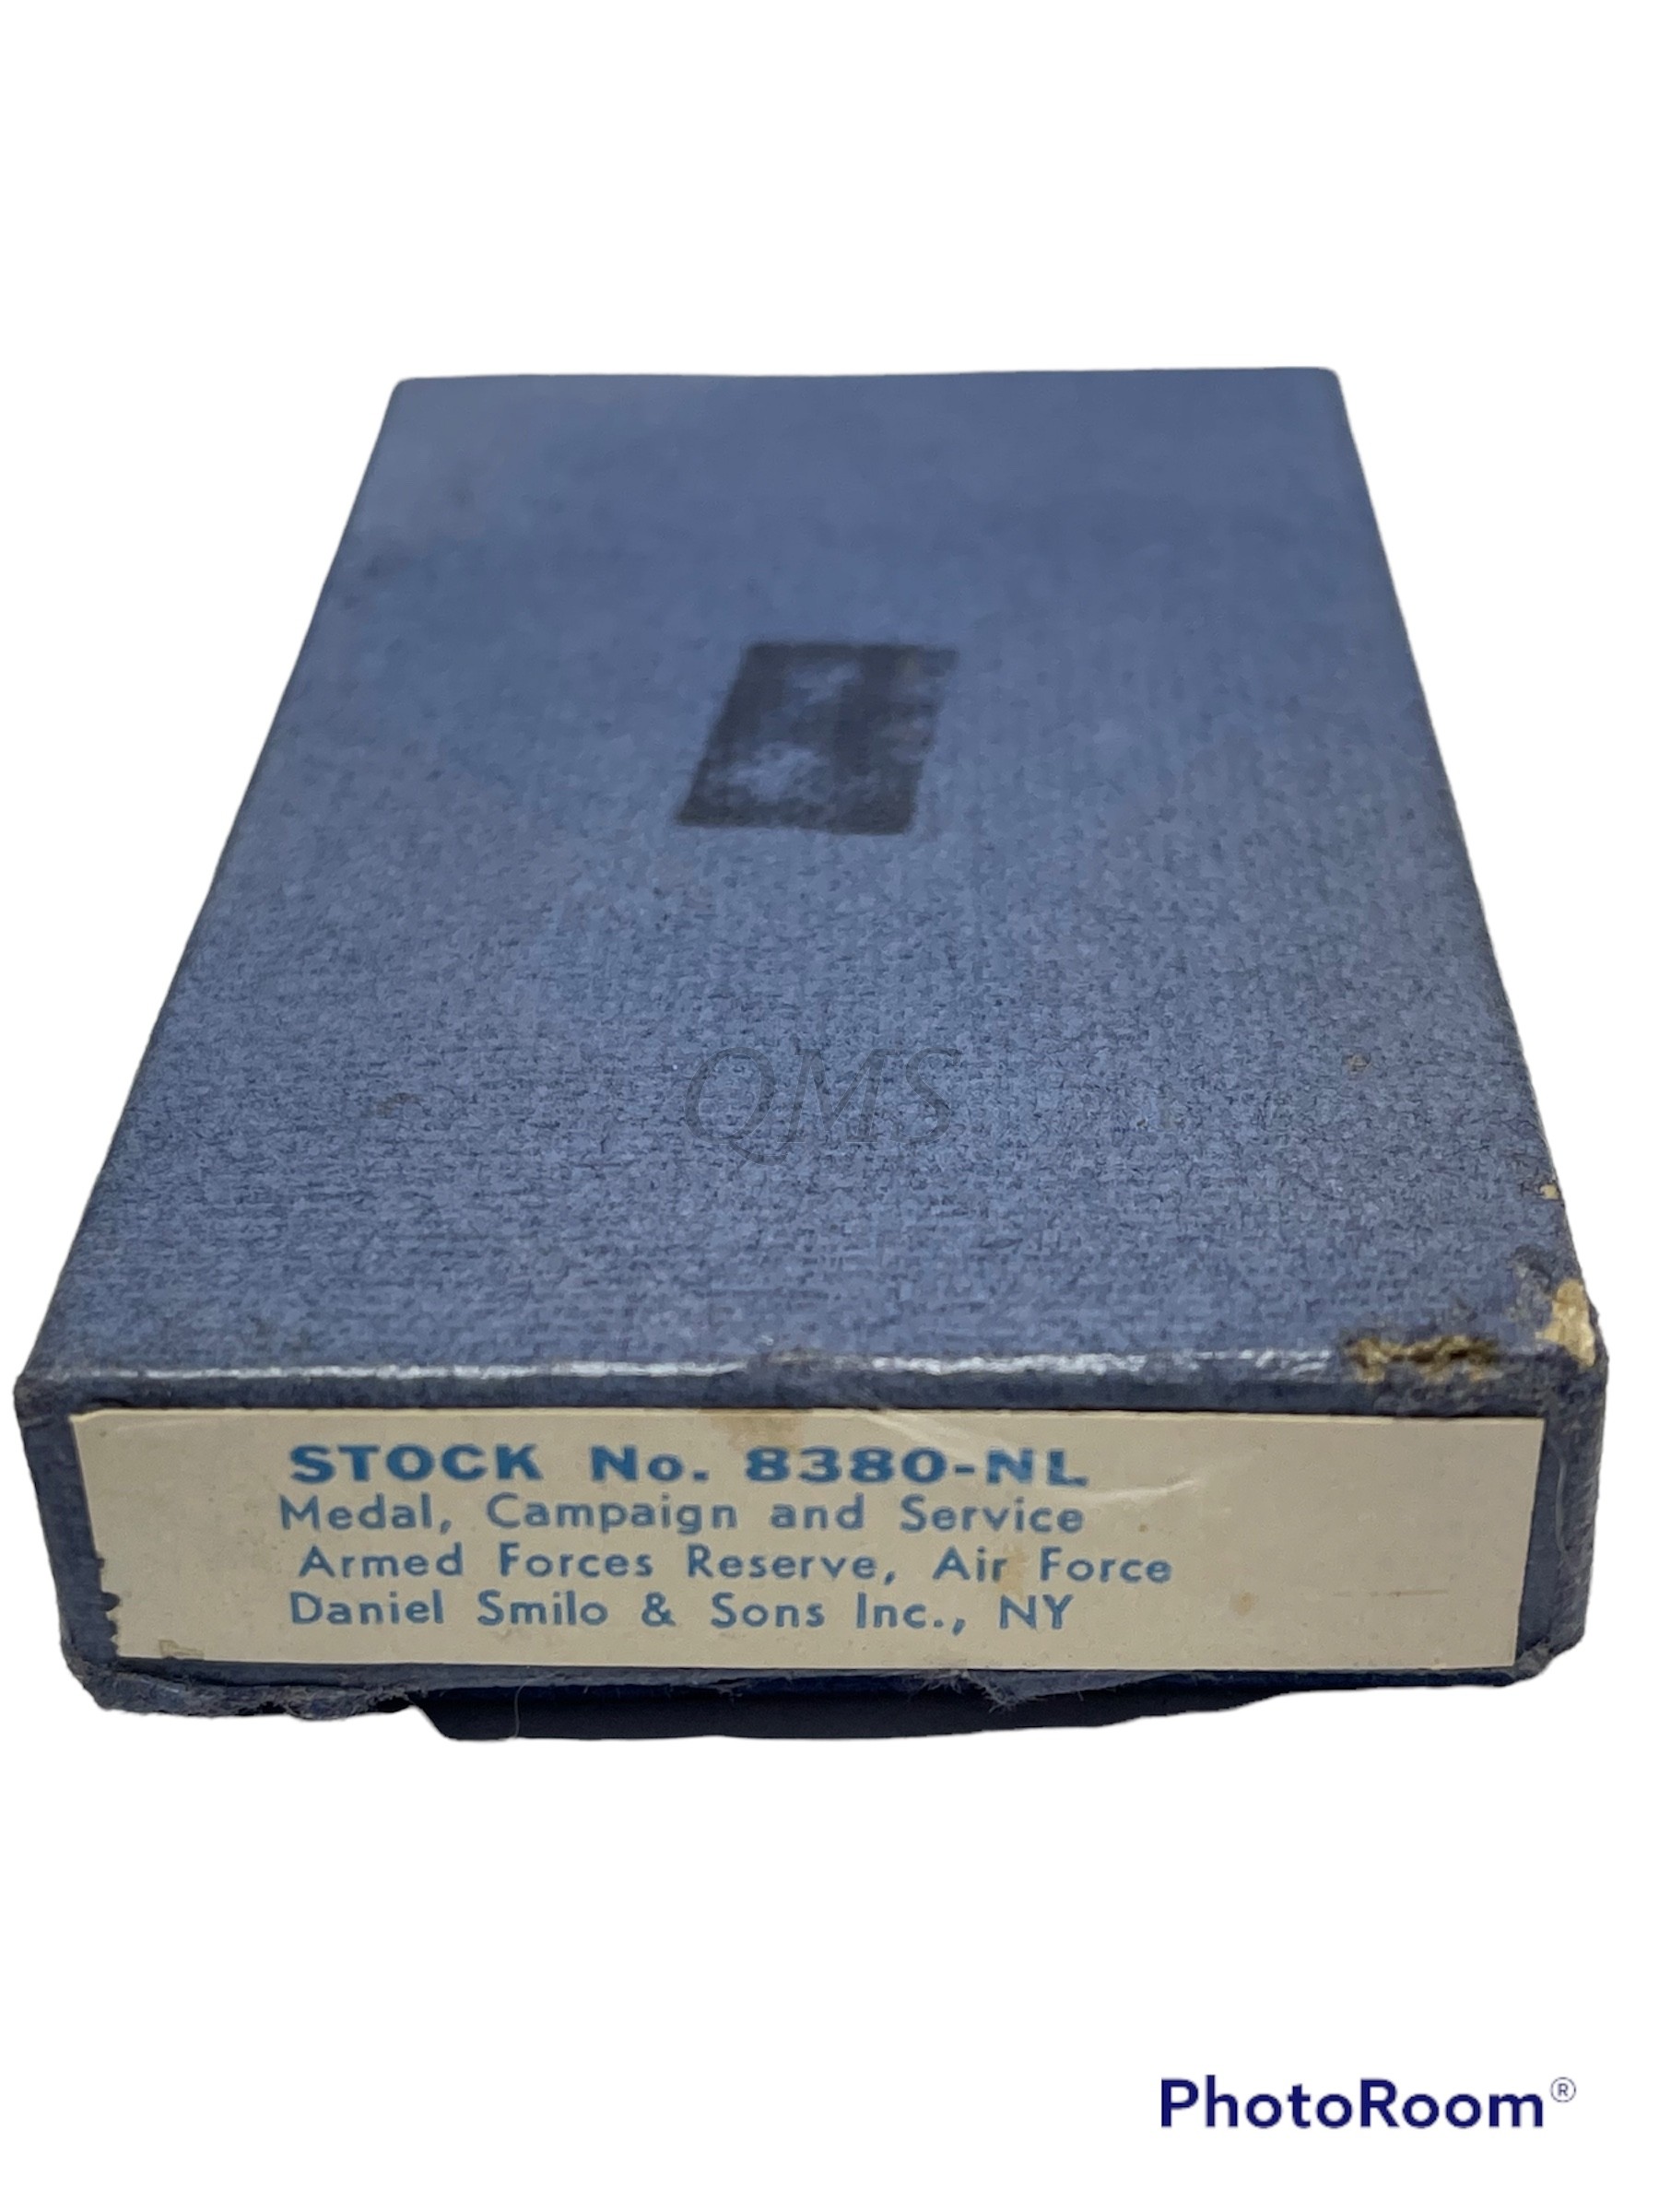 QMS
STOCK No. 8380-NL
Medal, Campaign and Service
Armed Forces Reserve, Air Force
Daniel Smilo & Sons Inc., NY
PhotoRoom®